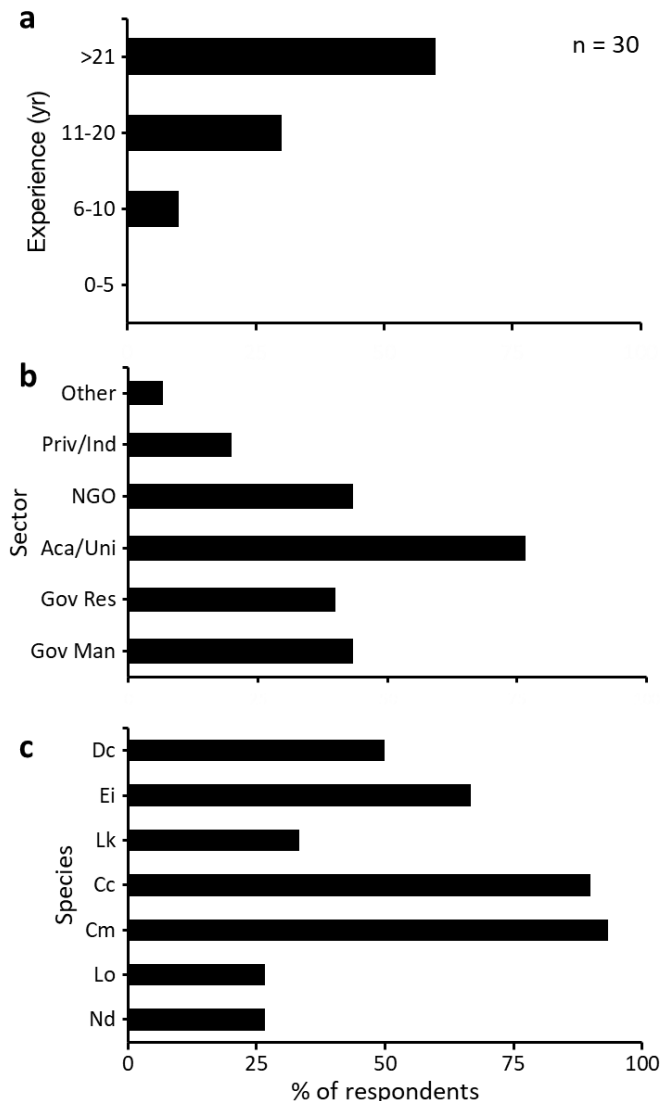 a
n = 30
Experience (yr)
>21
11-20
6-10
0-5
b
Sector
Other
Priv/Ind
NGO
Aca/Uni
Gov Res
Gov Man
c
Species
Dc
Ei
Lk
Cc
Cm
Lo
Nd
0 25 50 75 100
% of respondents